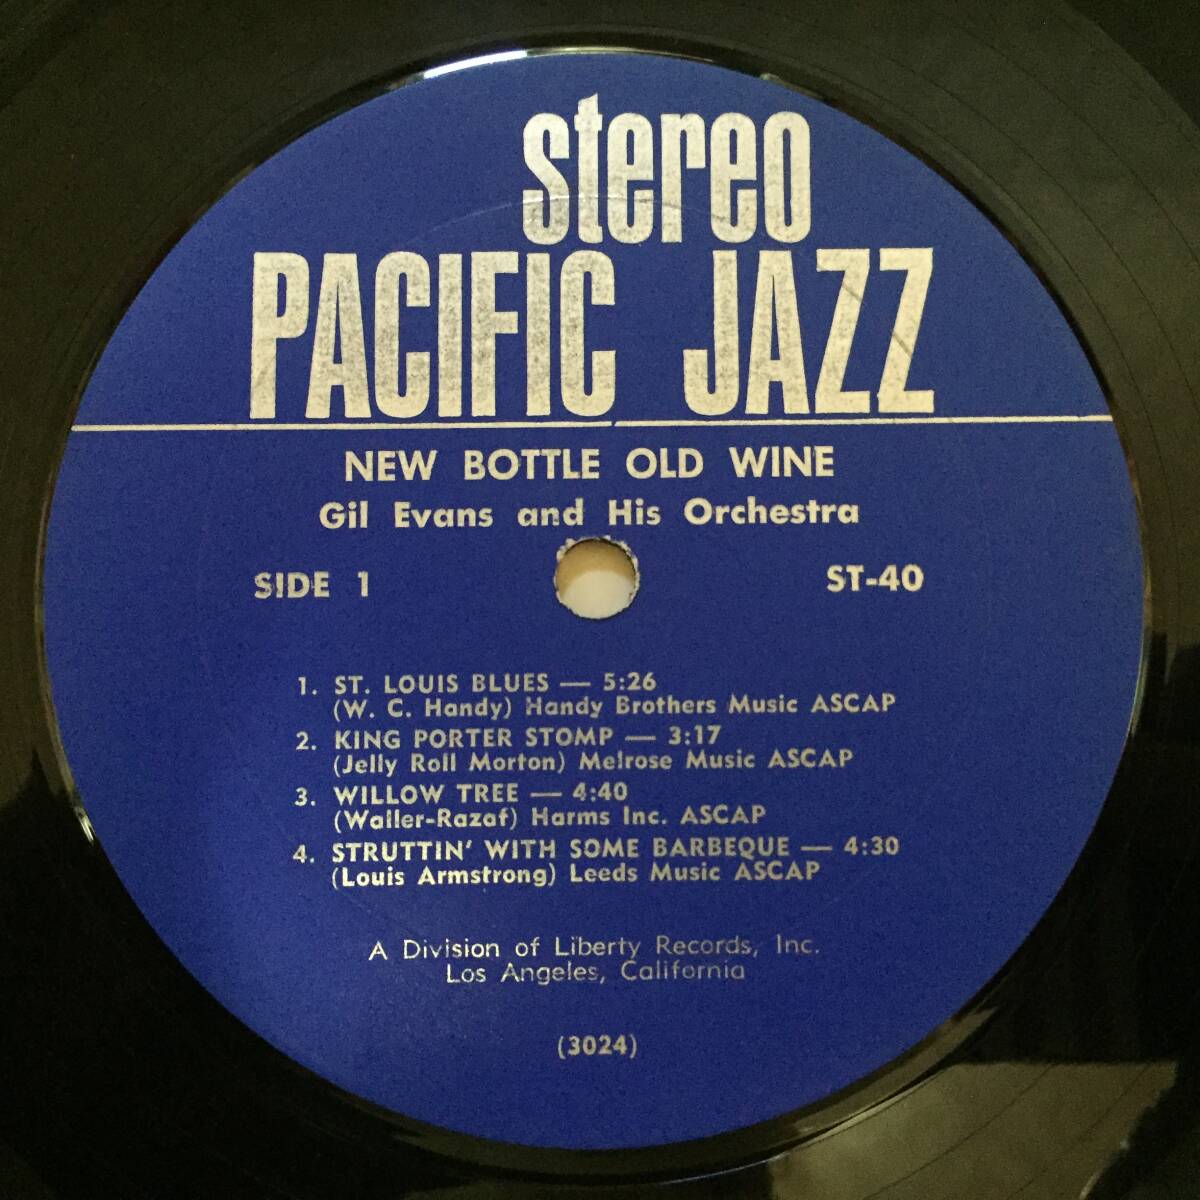 stereo
PACIFIC JAZZ
NEW BOTTLE OLD WINE
Gil Evans and His Orchestra
SIDE 1 ST-40
1. ST. LOUIS BLUES — 5:26
(W. C. Handy) Handy Brothers Music ASCAP
2. KING PORTER STOMP — 3:17
(Jelly Roll Morton) Melrose Music ASCAP
3. WILLOW TREE — 4:40
(Waller-Razaf) Harms Inc. ASCAP
4. STRUTTIN' WITH SOME BARBEQUE — 4:30
(Louis Armstrong) Leeds Music ASCAP
A Division of Liberty Records, Inc.
Los Angeles, California
(3024)